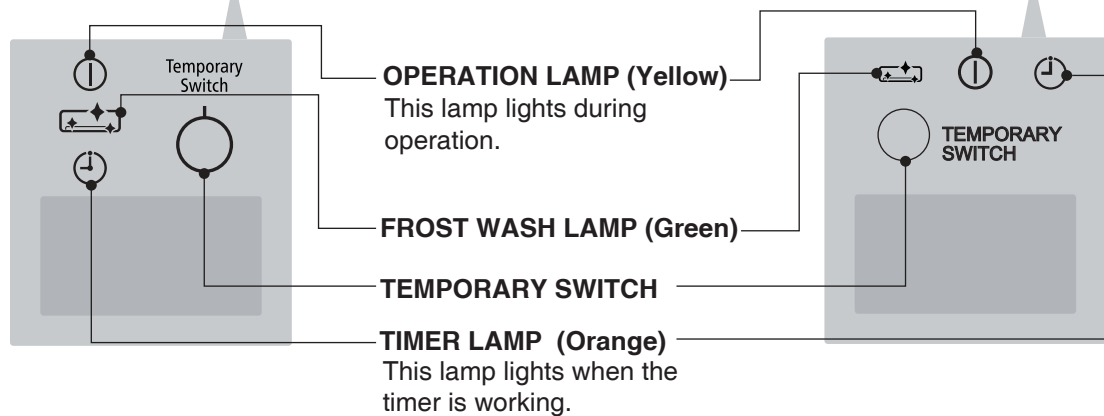 Temporary
Switch
OPERATION LAMP (Yellow)
This lamp lights during
operation.
TEMPORARY
SWITCH
FROST WASH LAMP (Green)
TEMPORARY SWITCH
TIMER LAMP (Orange)
This lamp lights when the
timer is working.